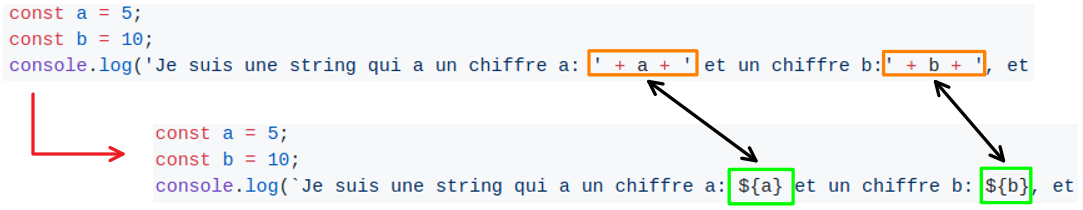 const a = 5;
const b = 10;
console.log('Je suis une string qui a un chiffre a: ' + a + ' et un chiffre b:' + b + ', et
const a = 5;
const b = 10;
console.log(`Je suis une string qui a un chiffre a: ${a} et un chiffre b: ${b}, et